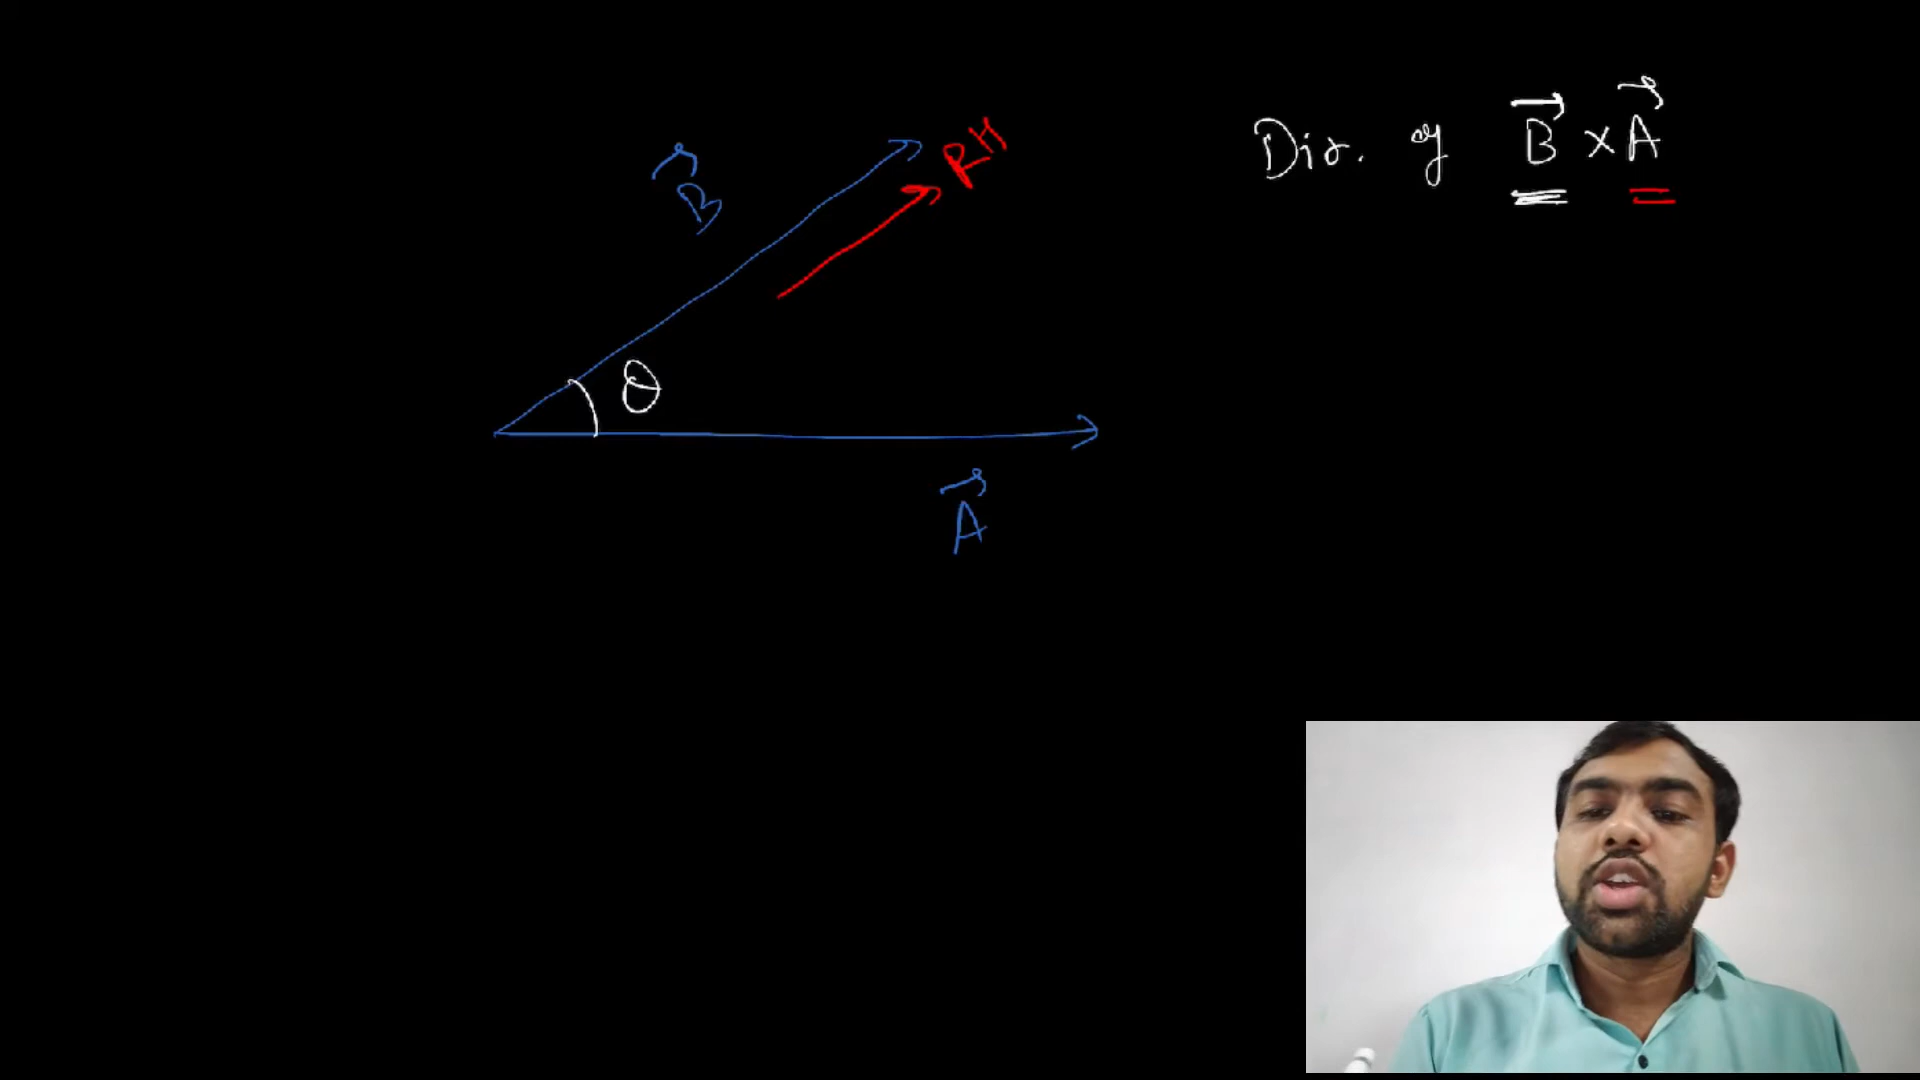 Dir. of B⃗ × A⃗
B⃗
RH
θ
A⃗